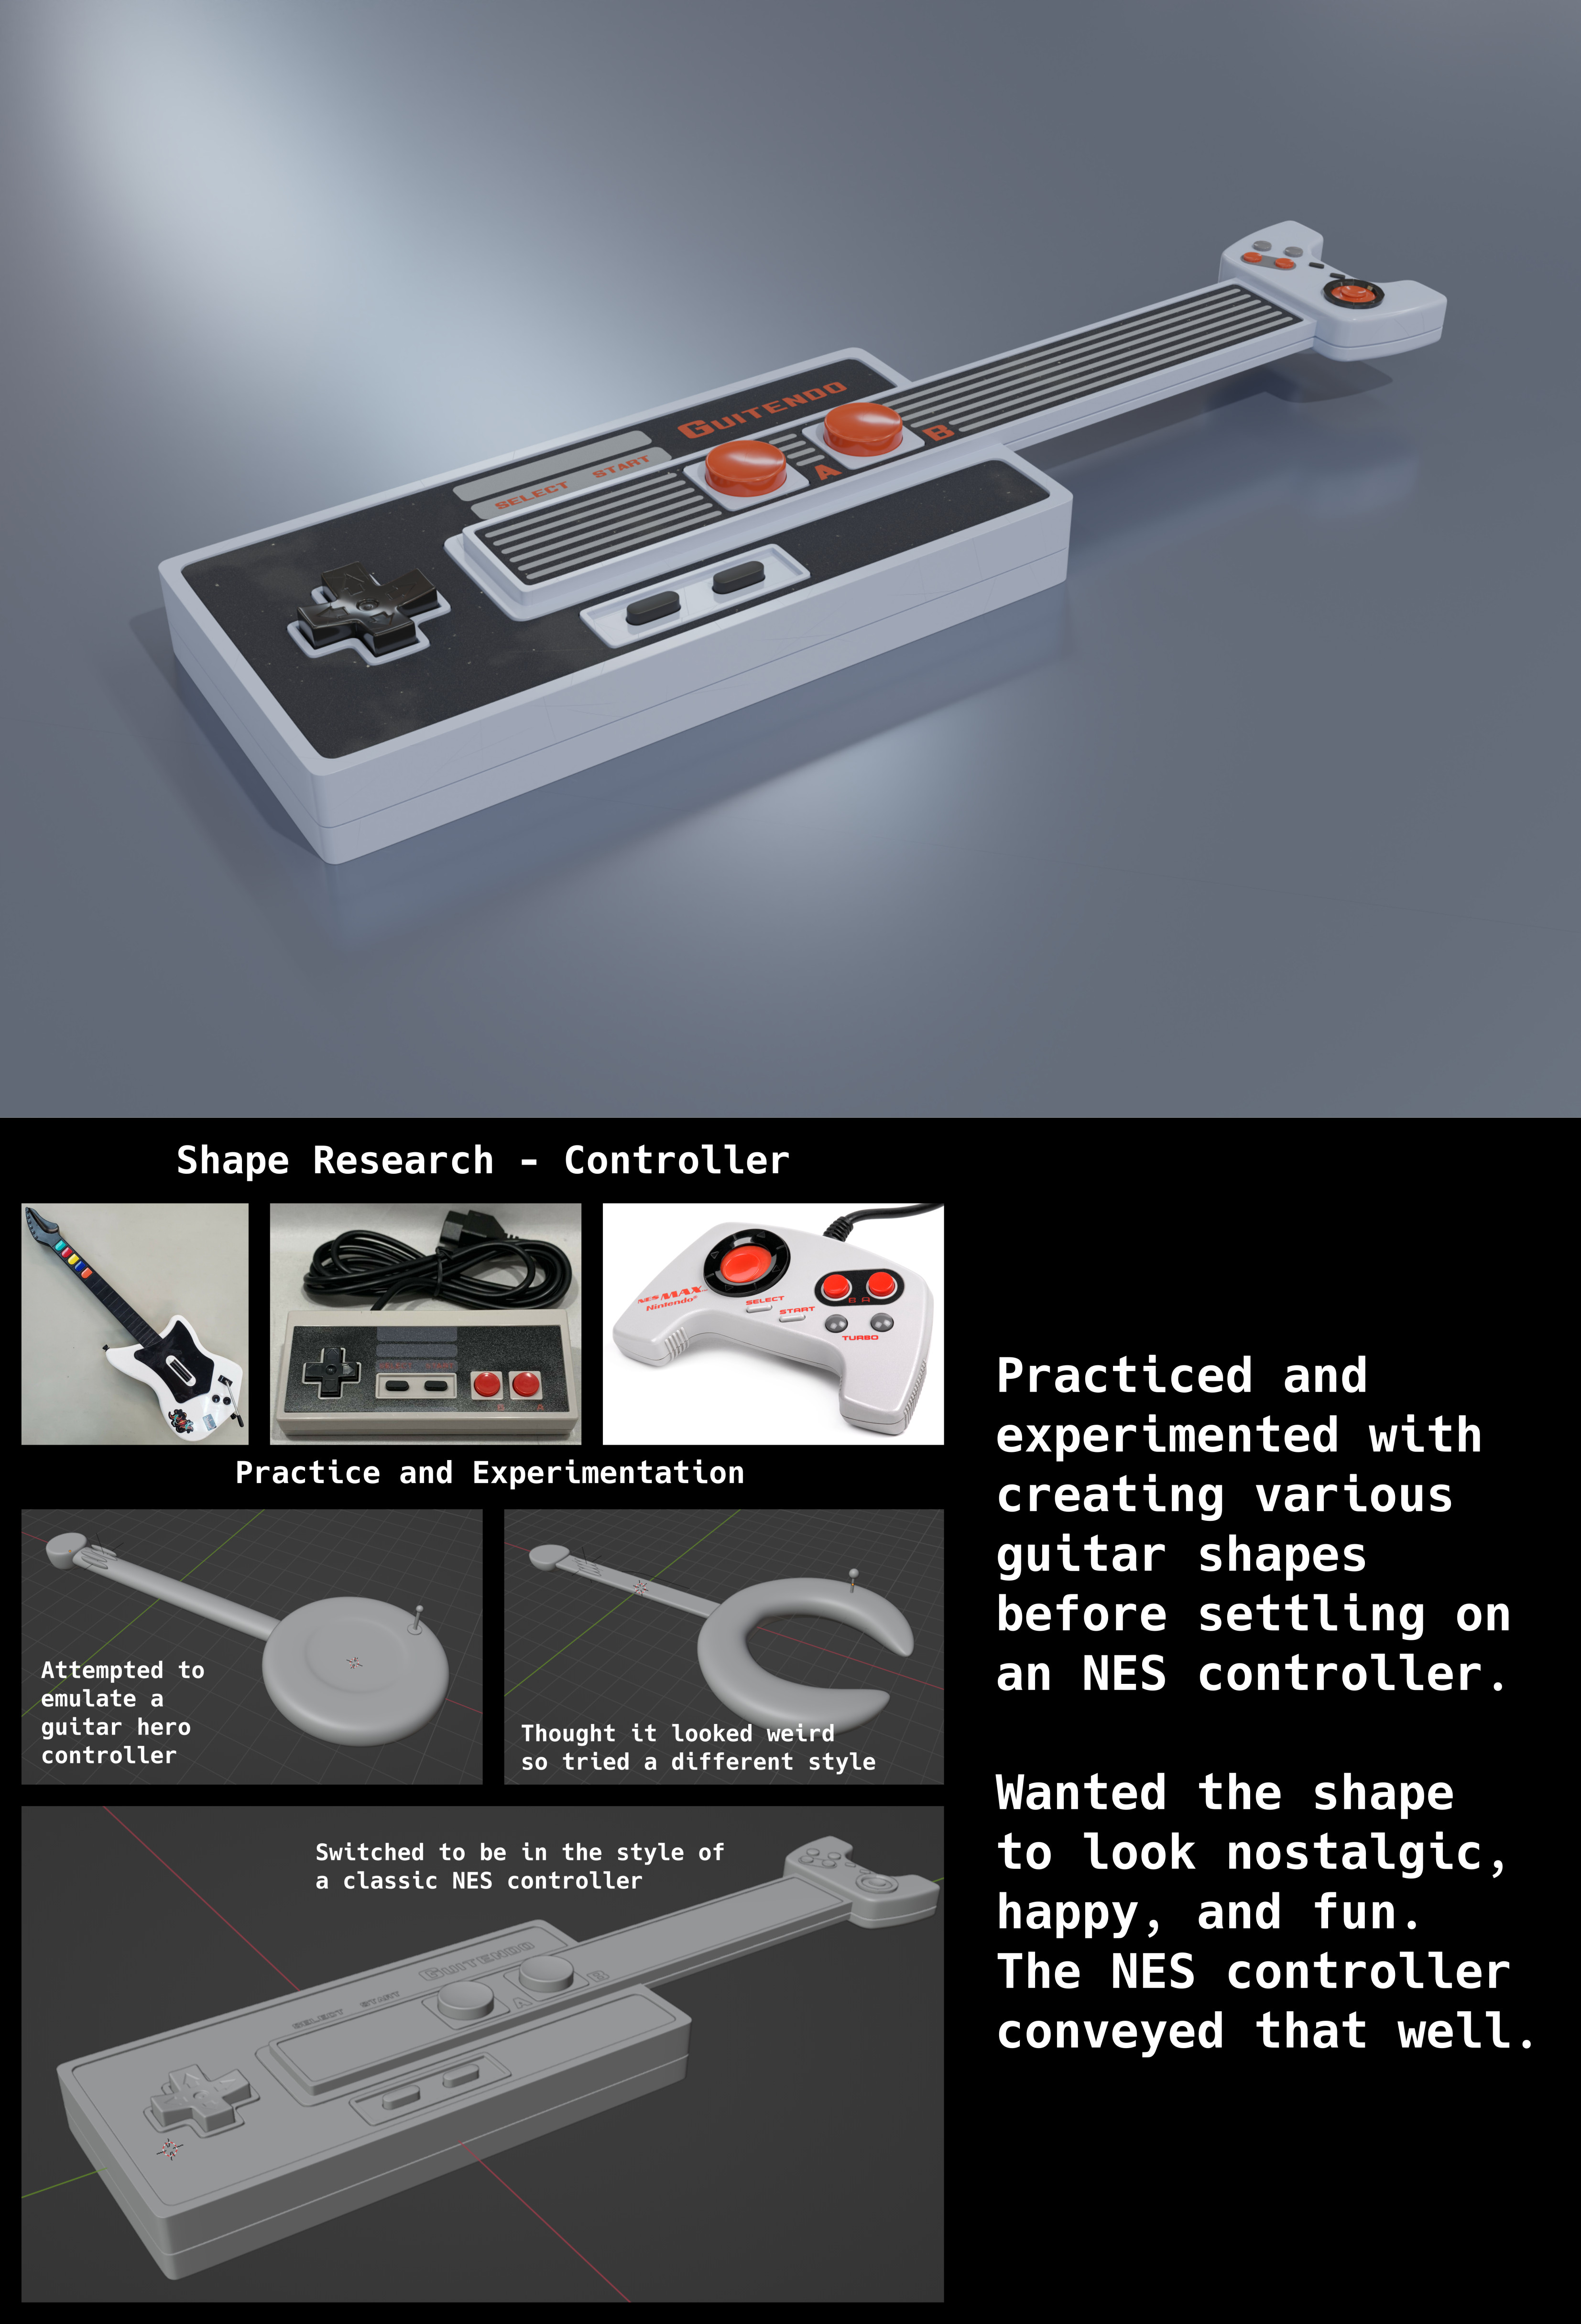 GUITENDO
SELECT START
A
B
Shape Research - Controller
NES MAX
Nintendo
SELECT
START
B A
TURBO
B A
Practice and Experimentation
Attempted to
emulate a
guitar hero
controller
Thought it looked weird
so tried a different style
Switched to be in the style of
a classic NES controller
GUITENDO
SELECT START
A
B
Practiced and
experimented with
creating various
guitar shapes
before settling on
an NES controller.
Wanted the shape
to look nostalgic,
happy, and fun.
The NES controller
conveyed that well.